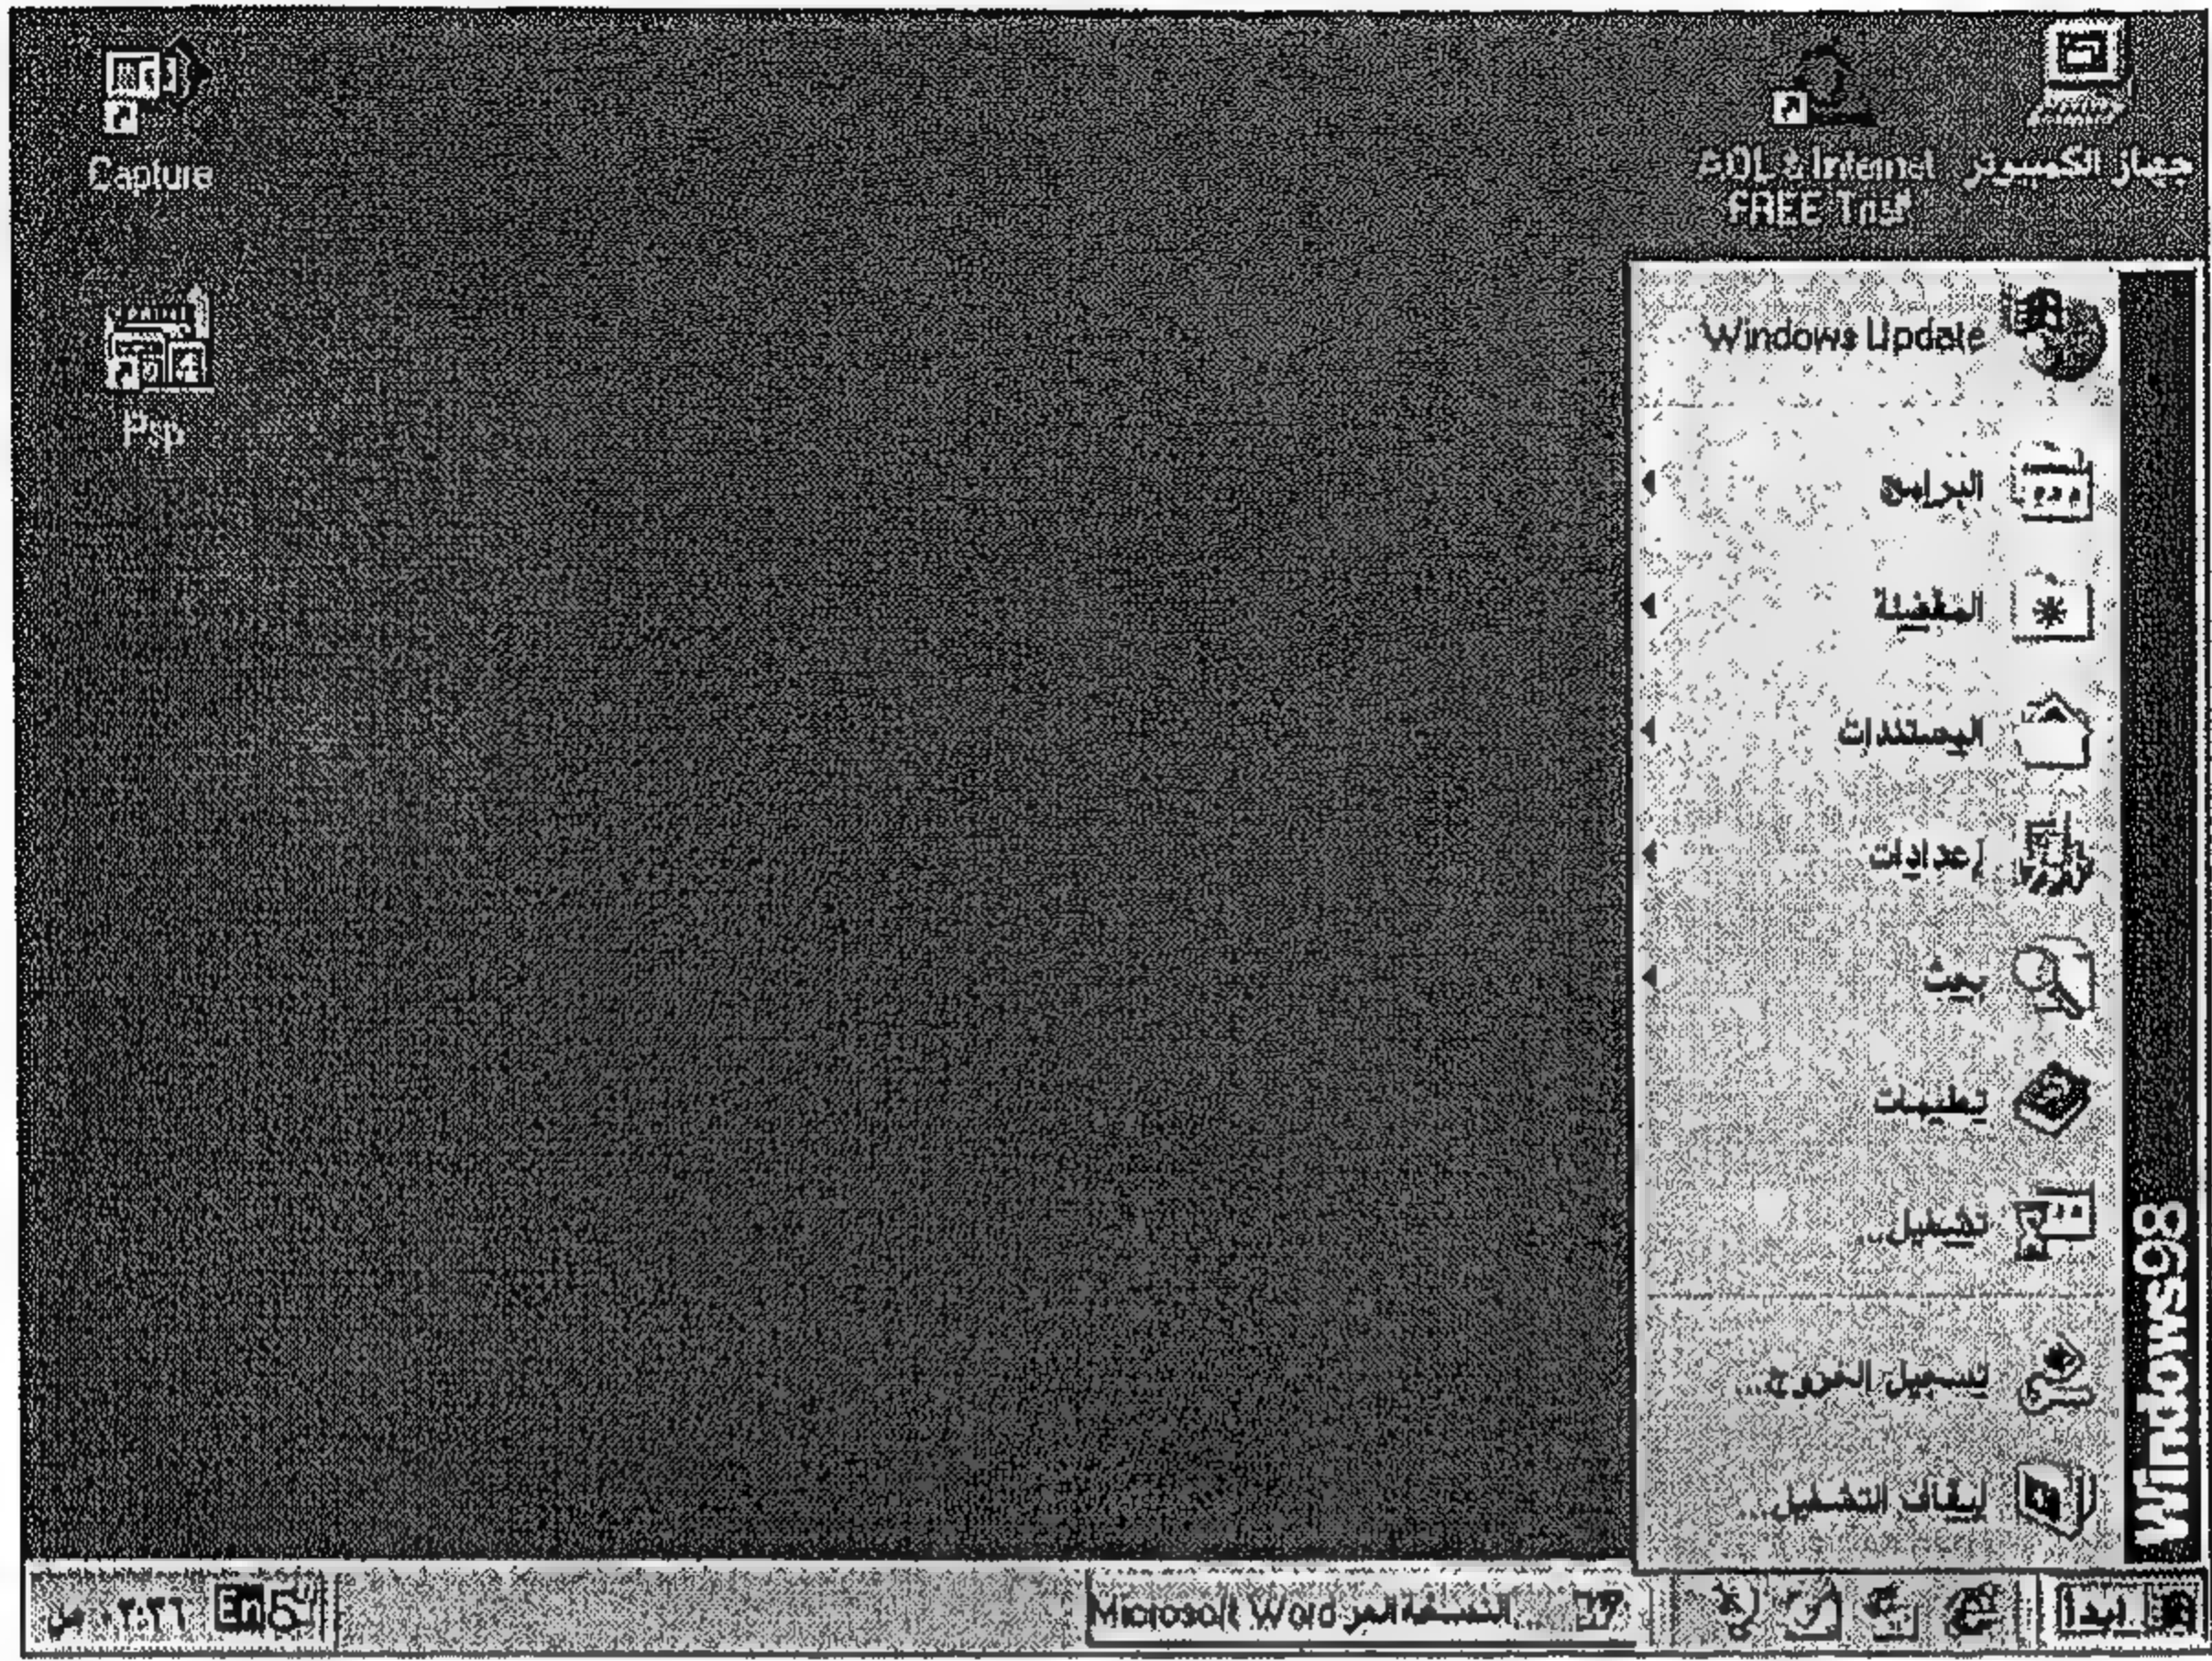 جهاز الكمبيوتر
AOL & Internet
FREE Trial
Capture
Psp
Windows Update
البرامج
المفضلة
المستندات
إعدادات
بحث
تعليمات
تشغيل...
تسجيل الخروج...
إيقاف التشغيل...
Windows98
ابدأ
Microsoft Word ...النسخة
En
ص